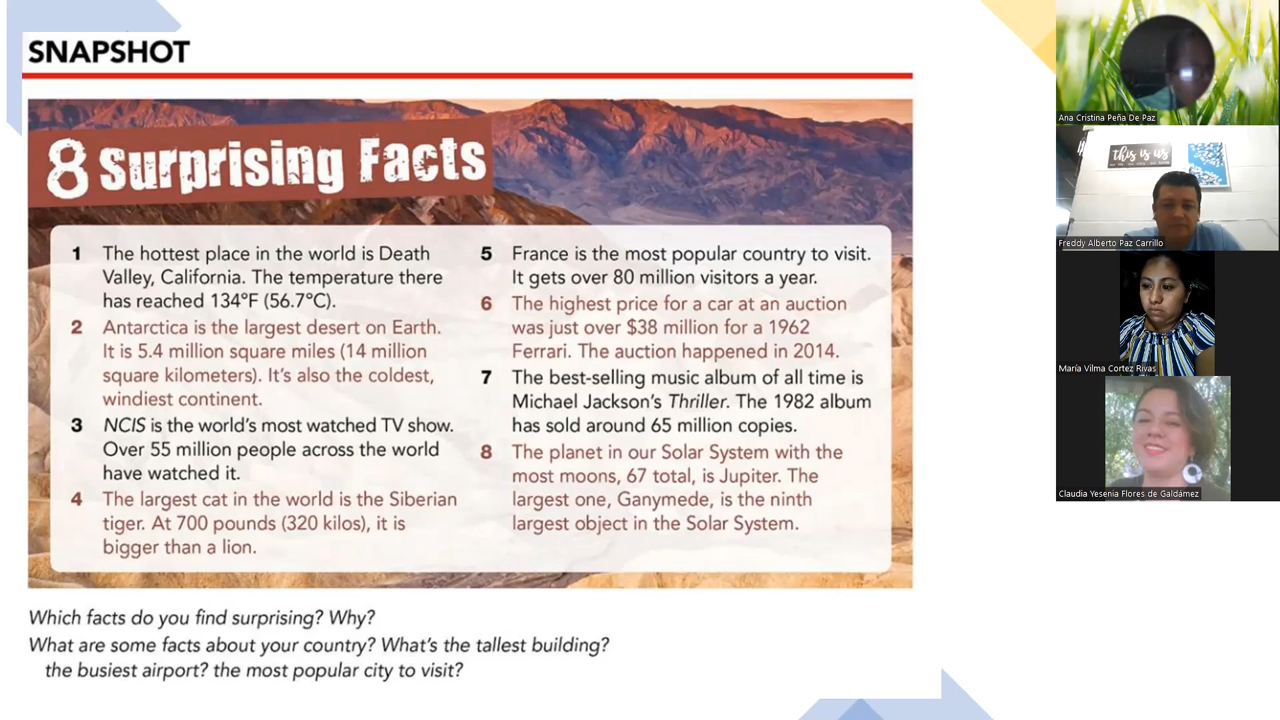 SNAPSHOT
8 Surprising Facts
1 The hottest place in the world is Death
Valley, California. The temperature there
has reached 134°F (56.7°C).
2 Antarctica is the largest desert on Earth.
It is 5.4 million square miles (14 million
square kilometers). It's also the coldest,
windiest continent.
3 NCIS is the world's most watched TV show.
Over 55 million people across the world
have watched it.
4 The largest cat in the world is the Siberian
tiger. At 700 pounds (320 kilos), it is
bigger than a lion.
5 France is the most popular country to visit.
It gets over 80 million visitors a year.
6 The highest price for a car at an auction
was just over $38 million for a 1962
Ferrari. The auction happened in 2014.
7 The best-selling music album of all time is
Michael Jackson's Thriller. The 1982 album
has sold around 65 million copies.
8 The planet in our Solar System with the
most moons, 67 total, is Jupiter. The
largest one, Ganymede, is the ninth
largest object in the Solar System.
Which facts do you find surprising? Why?
What are some facts about your country? What's the tallest building?
the busiest airport? the most popular city to visit?
Ana Cristina Peña De Paz
this is us
Freddy Alberto Paz Carrillo
María Vilma Cortez Rivas
Claudia Yesenia Flores de Galdámez